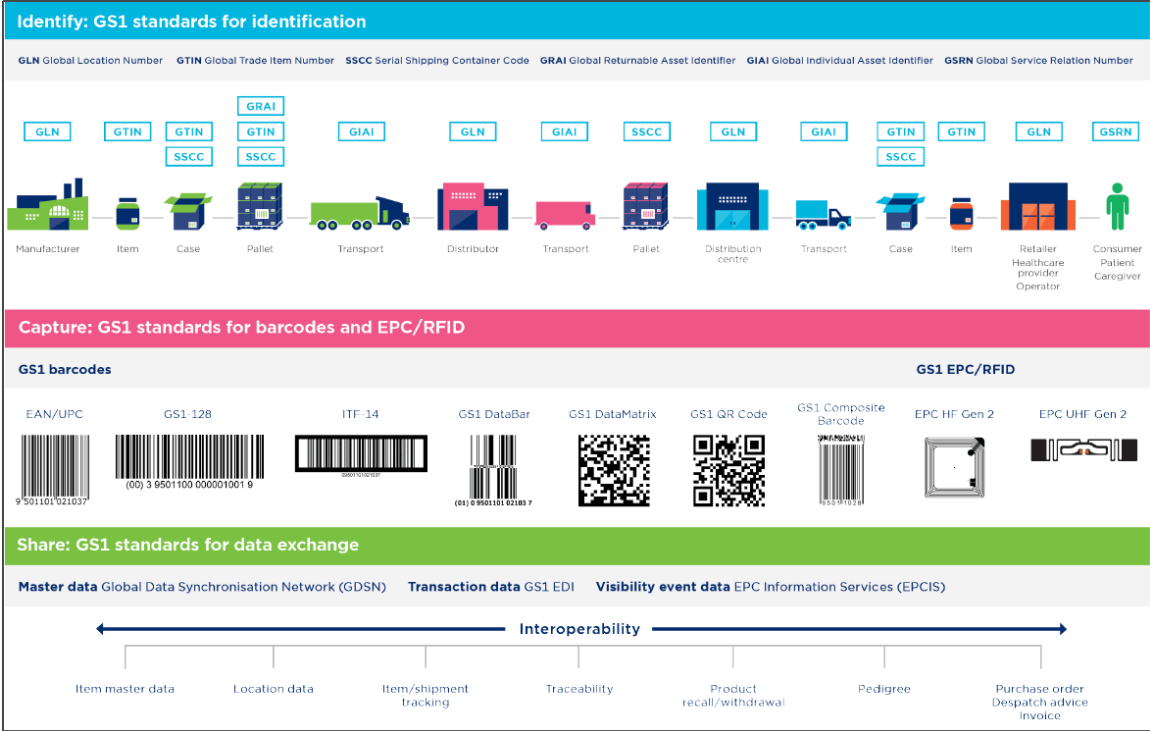 Identify: GS1 standards for identification
GLN Global Location Number GTIN Global Trade Item Number SSCC Serial Shipping Container Code GRAI Global Returnable Asset Identifier GIAI Global Individual Asset Identifier GSRN Global Service Relation Number
GRAI
GLN GTIN GTIN GTIN GIAI GLN GIAI SSCC GLN GIAI GTIN GTIN GLN GSRN
SSCC SSCC SSCC
Manufacturer Item Case Pallet Transport Distributor Transport Pallet Distribution Transport Case Item Retailer Consumer
centre Healthcare Patient
provider Caregiver
Operator
Capture: GS1 standards for barcodes and EPC/RFID
GS1 barcodes GS1 EPC/RFID
EAN/UPC GS1-128 ITF-14 GS1 DataBar GS1 DataMatrix GS1 QR Code GS1 Composite EPC HF Gen 2 EPC UHF Gen 2
Barcode
9 501101 021037
(00) 3 9501100 000001001 9
09501101021037
(01) 0 9501101 02103 7
Share: GS1 standards for data exchange
Master data Global Data Synchronisation Network (GDSN) Transaction data GS1 EDI Visibility event data EPC Information Services (EPCIS)
Interoperability
Item master data Location data Item/shipment Traceability Product Pedigree Purchase order
tracking recall/withdrawal Despatch advice
Invoice